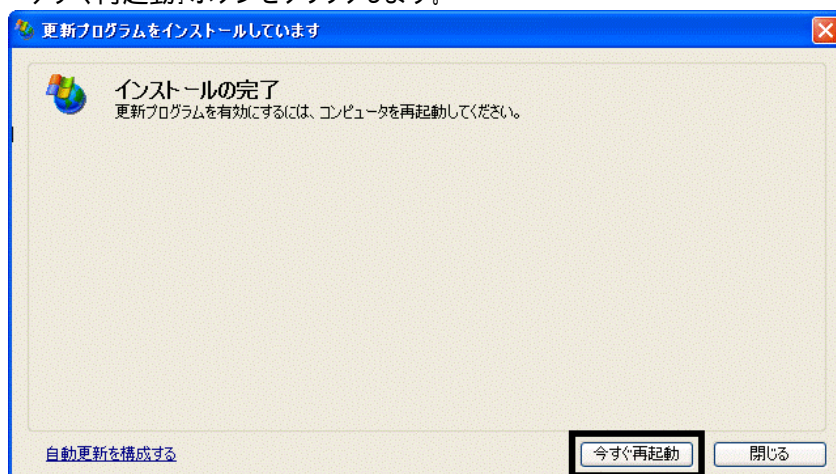 更新プログラムをインストールしています
インストールの完了
更新プログラムを有効にするには、コンピュータを再起動してください。
自動更新を構成する
今すぐ再起動
閉じる